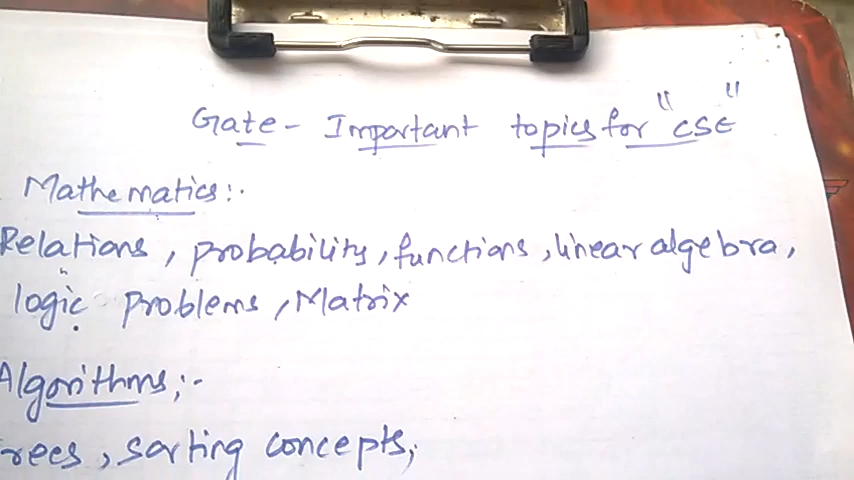 Gate - Important topics for "CSE"
Mathematics:-
Relations, probability, functions, linear algebra,
logic problems, Matrix
Algorithms:-
rees, sorting concepts,